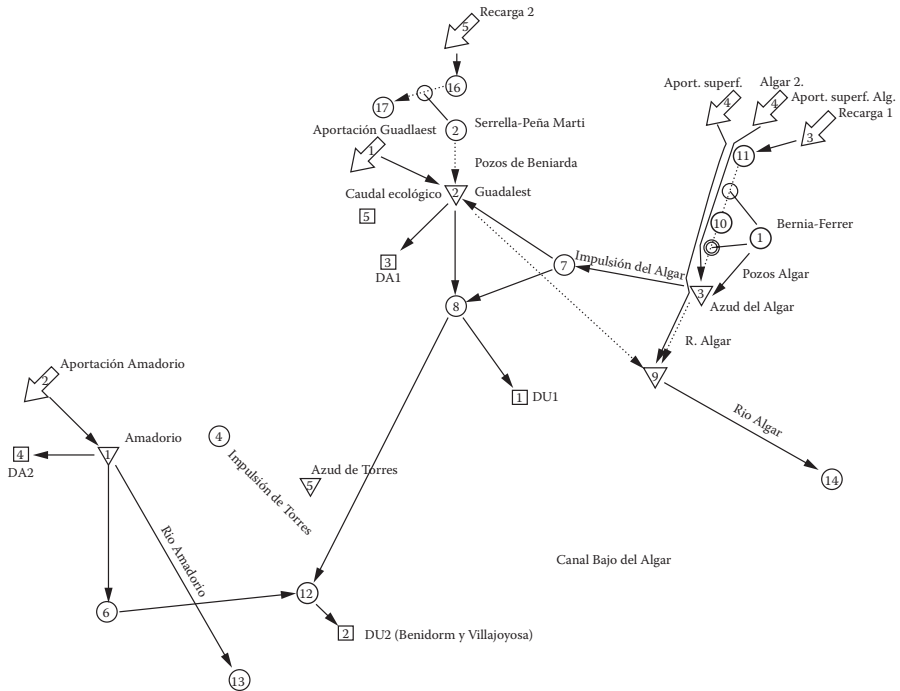 Recarga 2
5
16
17
Aport. superf.
Algar 2.
4
4
Aport. superf. Alg.
Recarga 1
3
Aportación Guadlaest
1
2
Serrella-Peña Marti
11
Pozos de Beniarda
Caudal ecológico
2
Guadalest
5
10
Bernia-Ferrer
1
3
DA1
7
Impulsión del Algar
Pozos Algar
3
Azud del Algar
8
R. Algar
9
Aportación Amadorio
2
1
DU1
Rio Algar
4
Amadorio
4
1
DA2
Azud de Torres
5
14
Impulsión de Torres
Rio Amadorio
Canal Bajo del Algar
6
12
2
DU2 (Benidorm y Villajoyosa)
13